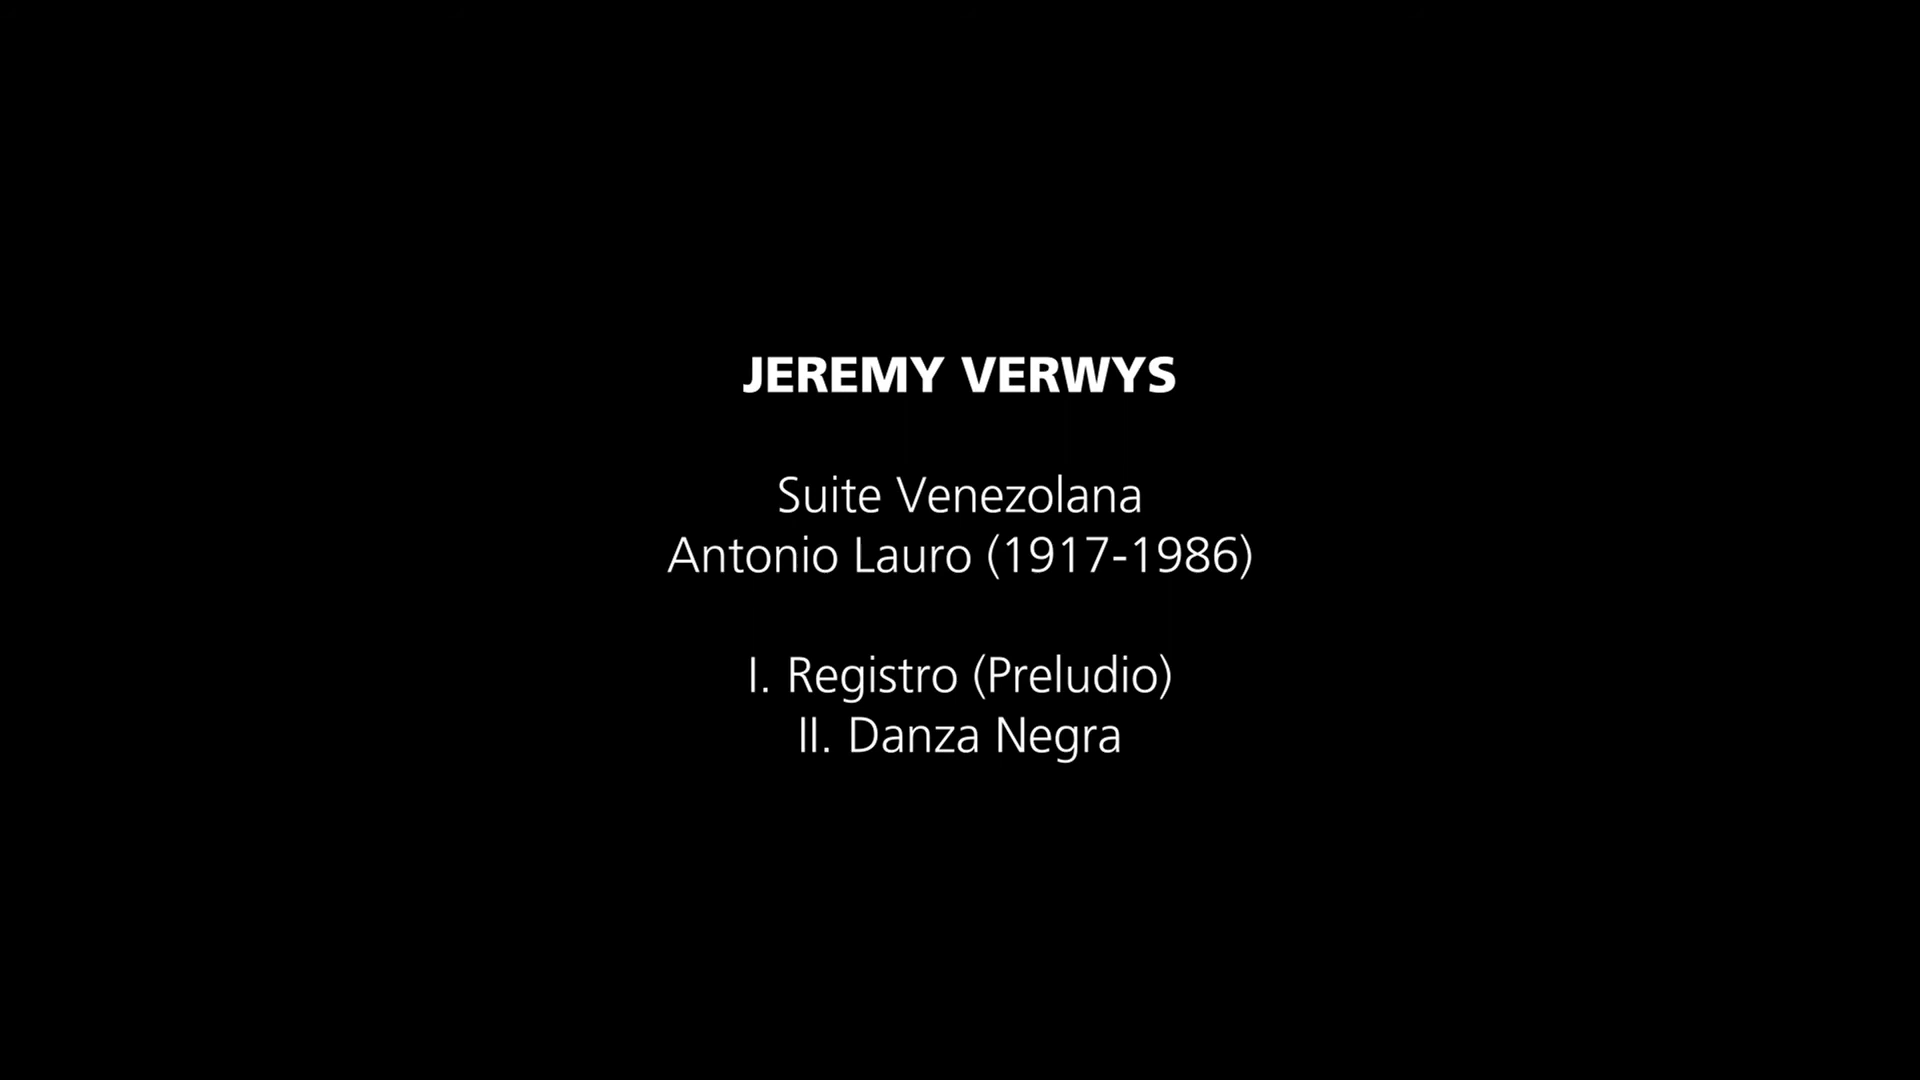 JEREMY VERWYS
Suite Venezolana
Antonio Lauro (1917-1986)
I. Registro (Preludio)
II. Danza Negra